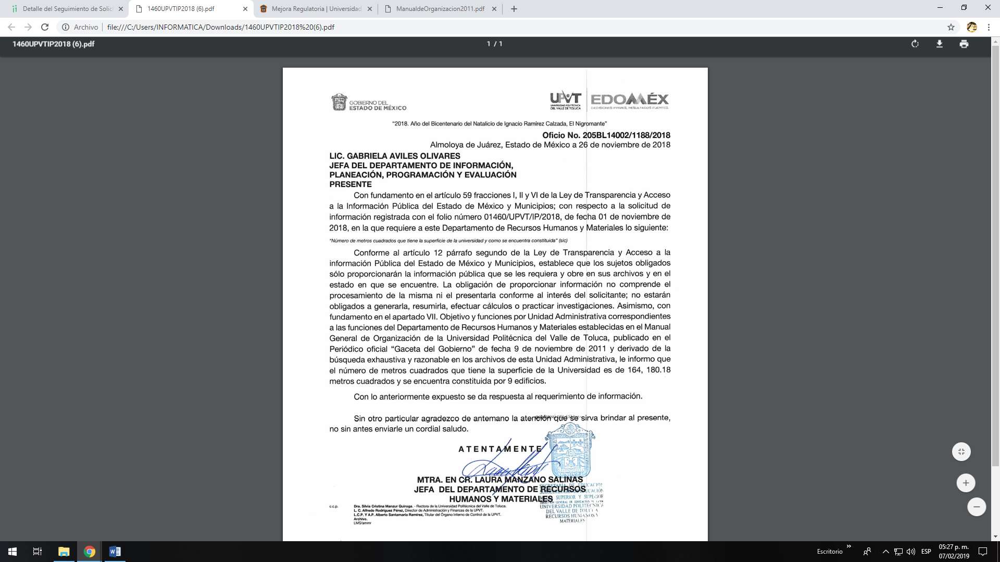 Detalle del Seguimiento de Solici
1460UPVTIP2018 (6).pdf
Mejora Regulatoria | Universidad
ManualdeOrganizacion2011.pdf
Archivo
file:///C:/Users/INFORMATICA/Downloads/1460UPVTIP2018%20(6).pdf
1460UPVTIP2018 (6).pdf
1 / 1
GOBIERNO DEL
ESTADO DE MÉXICO
UPVT
UNIVERSIDAD POLITÉCNICA
DEL VALLE DE TOLUCA
EDOMÉX
DECISIONES FIRMES, RESULTADOS FUERTES.
“2018. Año del Bicentenario del Natalicio de Ignacio Ramírez Calzada, El Nigromante”
Oficio No. 205BL14002/1188/2018
Almoloya de Juárez, Estado de México a 26 de noviembre de 2018
LIC. GABRIELA AVILES OLIVARES
JEFA DEL DEPARTAMENTO DE INFORMACIÓN,
PLANEACIÓN, PROGRAMACIÓN Y EVALUACIÓN
PRESENTE
Con fundamento en el artículo 59 fracciones I, II y VI de la Ley de Transparencia y Acceso
a la Información Pública del Estado de México y Municipios; con respecto a la solicitud de
información registrada con el folio número 01460/UPVT/IP/2018, de fecha 01 de noviembre de
2018, en la que requiere a este Departamento de Recursos Humanos y Materiales lo siguiente:
“Número de metros cuadrados que tiene la superficie de la universidad y como se encuentra constituida” (sic)
Conforme al artículo 12 párrafo segundo de la Ley de Transparencia y Acceso a la
información Pública del Estado de México y Municipios, establece que los sujetos obligados
sólo proporcionarán la información pública que se les requiera y obre en sus archivos y en el
estado en que se encuentre. La obligación de proporcionar información no comprende el
procesamiento de la misma ni el presentarla conforme al interés del solicitante; no estarán
obligados a generarla, resumirla, efectuar cálculos o practicar investigaciones. Asimismo, con
fundamento en el apartado VII. Objetivo y funciones por Unidad Administrativa correspondientes
a las funciones del Departamento de Recursos Humanos y Materiales establecidas en el Manual
General de Organización de la Universidad Politécnica del Valle de Toluca, publicado en el
Periódico oficial “Gaceta del Gobierno” de fecha 9 de noviembre de 2011 y derivado de la
búsqueda exhaustiva y razonable en los archivos de esta Unidad Administrativa, le informo que
el número de metros cuadrados que tiene la superficie de la Universidad es de 164, 180.18
metros cuadrados y se encuentra constituida por 9 edificios.
Con lo anteriormente expuesto se da respuesta al requerimiento de información.
Sin otro particular agradezco de antemano la atención que se sirva brindar al presente,
no sin antes enviarle un cordial saludo.
A T E N T A M E N T E
MTRA. EN CR. LAURA MANZANO SALINAS
JEFA DEL DEPARTAMENTO DE RECURSOS
HUMANOS Y MATERIALES
SECRETARÍA DE EDUCACIÓN
SUBSECRETARÍA DE EDUCACIÓN
MEDIA SUPERIOR Y SUPERIOR
UNIVERSIDAD POLITÉCNICA
DEL VALLE DE TOLUCA
RECURSOS HUMANOS Y
MATERIALES
c.c.p. Dra. Silvia Cristina Manzur Quiroga. - Rectora de la Universidad Politécnica del Valle de Toluca.
L. C. Alfredo Rodríguez Pérez, Director de Administración y Finanzas de la UPVT.
L.C.P. Y A.P. Alberto Santamaría Ramírez, Titular del Órgano Interno de Control de la UPVT.
Archivo.
LMS/ammr
Escritorio
ESP
05:27 p. m.
07/02/2019